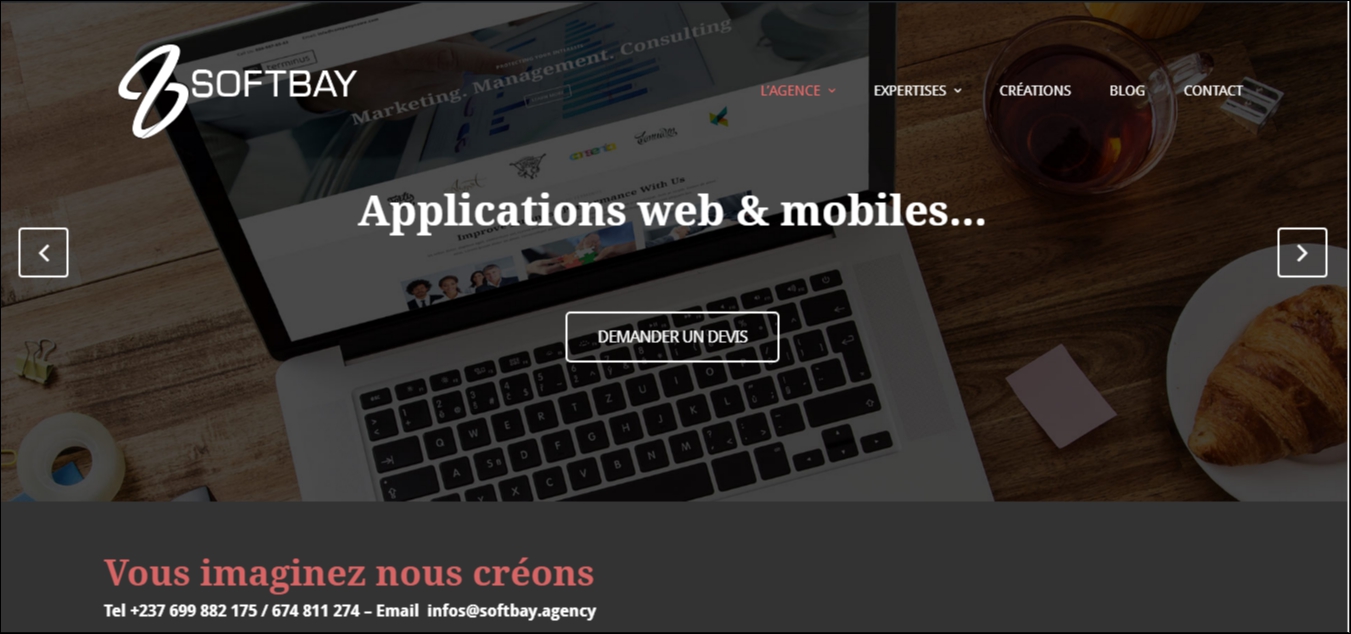 SOFTBAY
L'AGENCE
EXPERTISES
CRÉATIONS
BLOG
CONTACT
terminus
Marketing. Management. Consulting
Applications web & mobiles...
DEMANDER UN DEVIS
Vous imaginez nous créons
Tel +237 699 882 175 / 674 811 274 – Email infos@softbay.agency